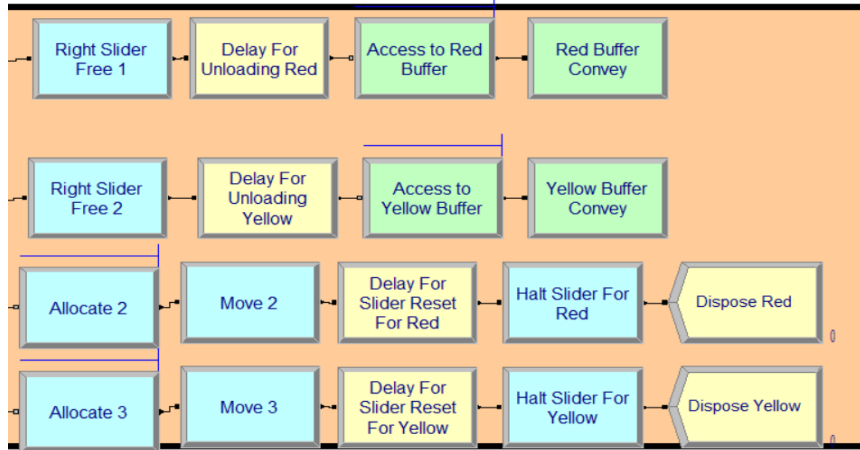 Right Slider
Free 1
Delay For
Unloading Red
Access to Red
Buffer
Red Buffer
Convey
Right Slider
Free 2
Delay For
Unloading
Yellow
Access to
Yellow Buffer
Yellow Buffer
Convey
Allocate 2
Move 2
Delay For
Slider Reset
For Red
Halt Slider For
Red
Dispose Red
0
Allocate 3
Move 3
Delay For
Slider Reset
For Yellow
Halt Slider For
Yellow
Dispose Yellow
0